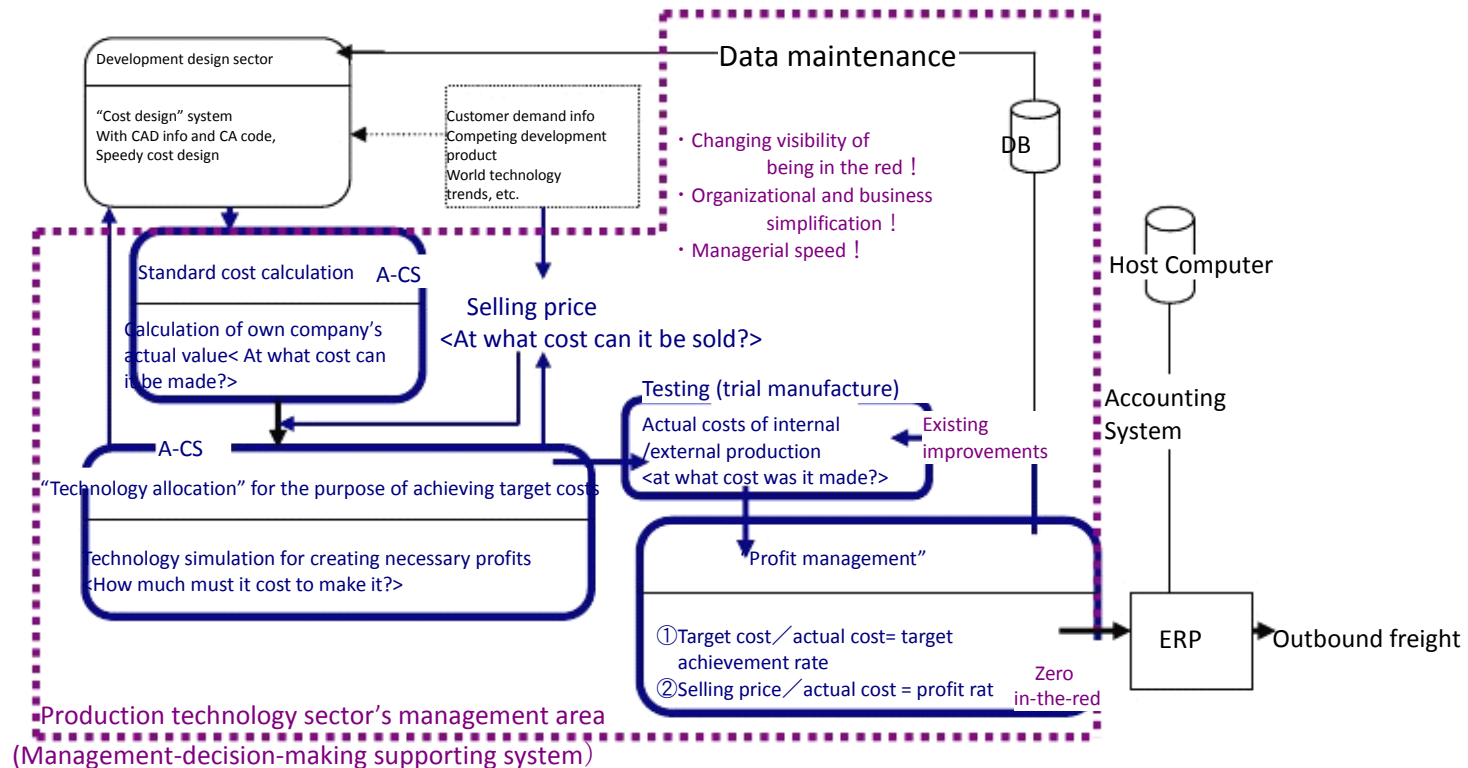 Development design sector
“Cost design” system
With CAD info and CA code,
Speedy cost design
Customer demand info
Competing development
product
World technology
trends, etc.
Data maintenance
DB
・Changing visibility of
being in the red！
・Organizational and business
simplification！
・Managerial speed！
Host Computer
Accounting
System
Standard cost calculation A-CS
Calculation of own company’s
actual value< At what cost can
it be made?>
Selling price
<At what cost can it be sold?>
A-CS
“Technology allocation” for the purpose of achieving target costs
Technology simulation for creating necessary profits
<How much must it cost to make it?>
Testing (trial manufacture)
Actual costs of internal
/external production
<at what cost was it made?>
Existing
improvements
“Profit management”
①Target cost／actual cost= target
achievement rate
②Selling price／actual cost = profit rat
Zero
in-the-red
ERP
Outbound freight
Production technology sector’s management area
(Management-decision-making supporting system）